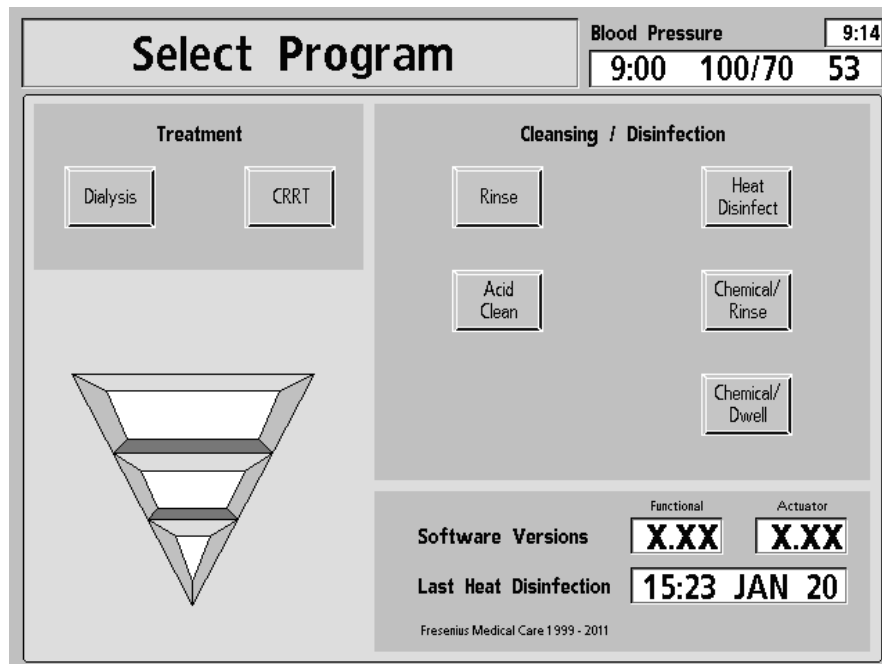 Select Program
Blood Pressure
9:14
9:00 100/70 53
Treatment
Dialysis
CRRT
Cleansing / Disinfection
Rinse
Heat
Disinfect
Acid
Clean
Chemical/
Rinse
Chemical/
Dwell
Functional
Actuator
Software Versions
X.XX
X.XX
Last Heat Disinfection
15:23 JAN 20
Fresenius Medical Care 1999 - 2011